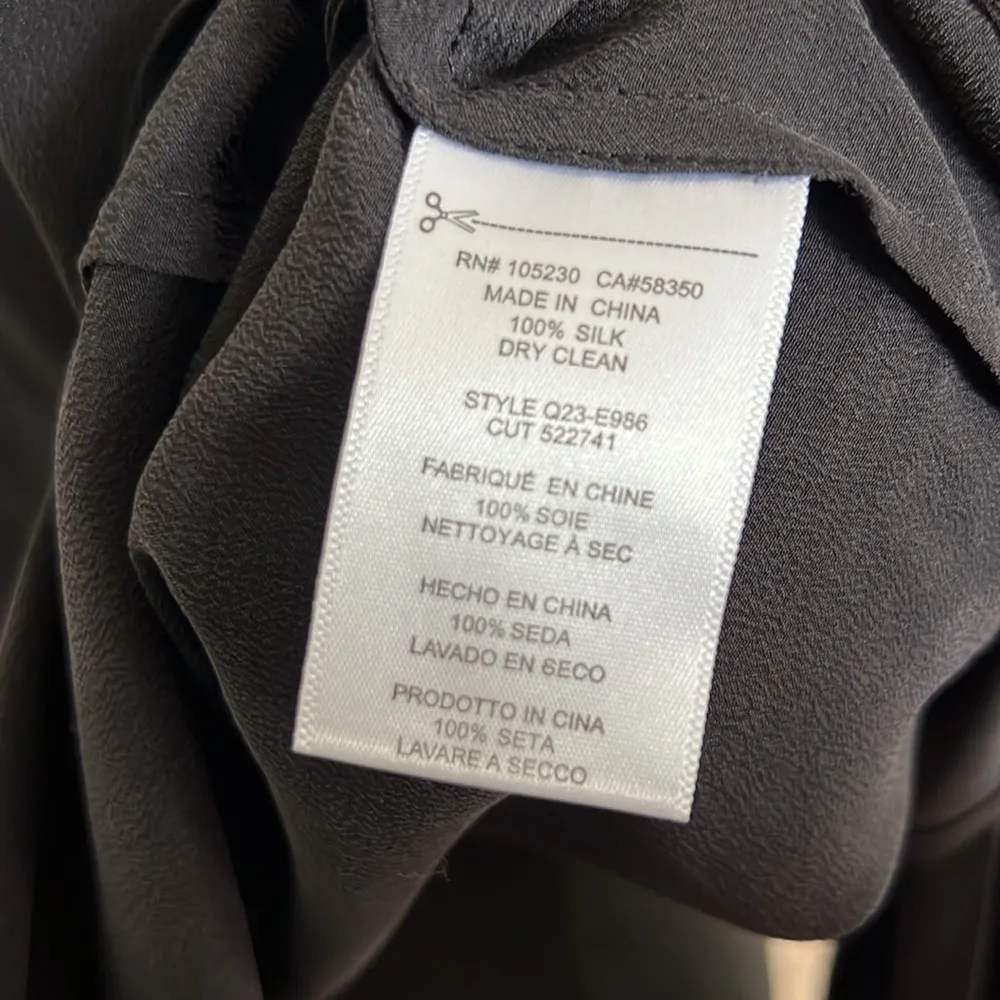 RN# 105230 CA#58350
MADE IN CHINA
100% SILK
DRY CLEAN
STYLE Q23-E986
CUT 522741
FABRIQUÉ EN CHINE
100% SOIE
NETTOYAGE À SEC
HECHO EN CHINA
100% SEDA
LAVADO EN SECO
PRODOTTO IN CINA
100% SETA
LAVARE A SECCO